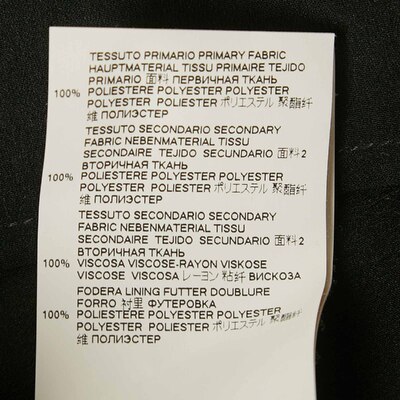 TESSUTO PRIMARIO PRIMARY FABRIC
HAUPTMATERIAL TISSU PRIMAIRE TEJIDO
PRIMARIO 面料 ПЕРВИЧНАЯ ТКАНЬ
100% POLIESTERE POLYESTER POLYESTER
POLYESTER POLIESTER ポリエステル 聚酯纤
維 ПОЛИЭСТЕР
TESSUTO SECONDARIO SECONDARY
FABRIC NEBENMATERIAL TISSU
SECONDAIRE TEJIDO SECUNDARIO 面料2
ВТОРИЧНАЯ ТКАНЬ
100% POLIESTERE POLYESTER POLYESTER
POLYESTER POLIESTER ポリエステル 聚酯纤
維 ПОЛИЭСТЕР
TESSUTO SECONDARIO SECONDARY
FABRIC NEBENMATERIAL TISSU
SECONDAIRE TEJIDO SECUNDARIO 面料2
ВТОРИЧНАЯ ТКАНЬ
100% VISCOSA VISCOSE-RAYON VISKOSE
VISCOSE VISCOSA レーヨン 粘纤 ВИСКОЗА
FODERA LINING FUTTER DOUBLURE
FORRO 衬里 ФУТЕРОВКА
100% POLIESTERE POLYESTER POLYESTER
POLYESTER POLIESTER ポリエステル 聚酯纤
維 ПОЛИЭСТЕР